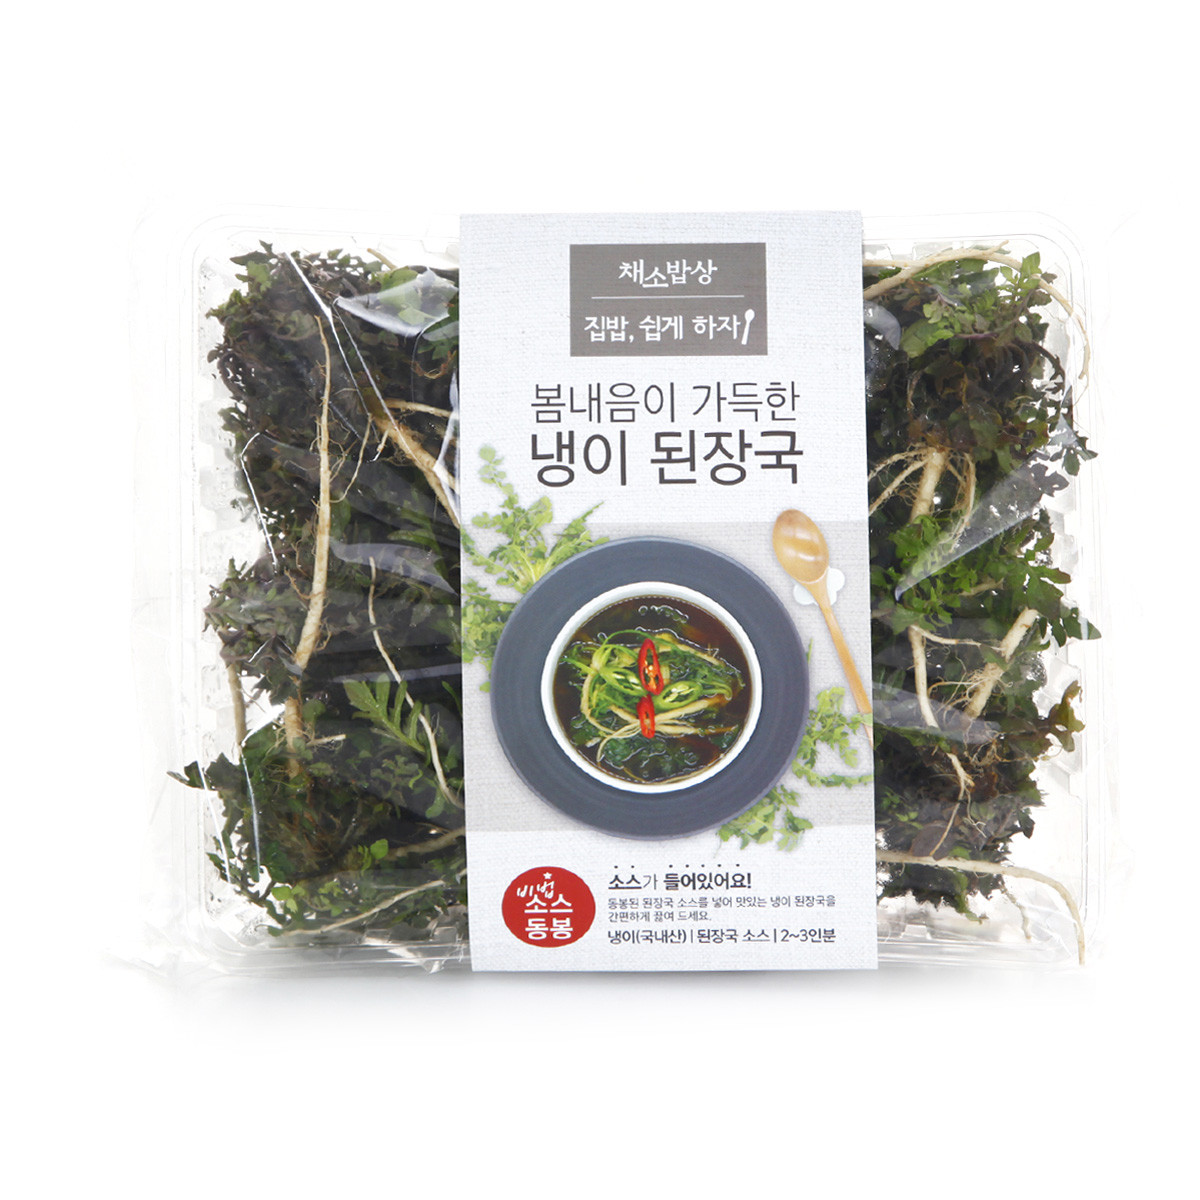 채소밥상
집밥, 쉽게 하자!
봄내음이 가득한
냉이 된장국
비법
소스
동봉
소스가 들어있어요!
동봉된 된장국 소스를 넣어 맛있는 냉이 된장국을
간편하게 끓여 드세요.
냉이(국내산) | 된장국 소스 | 2~3인분